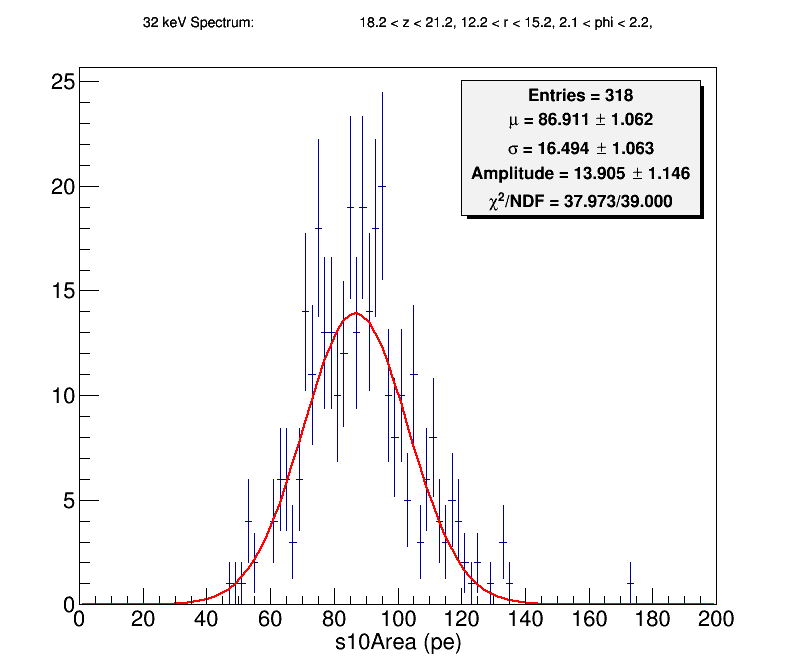 32 keV Spectrum: 18.2 < z < 21.2, 12.2 < r < 15.2, 2.1 < phi < 2.2,
Entries = 318
μ = 86.911 ± 1.062
σ = 16.494 ± 1.063
Amplitude = 13.905 ± 1.146
χ²/NDF = 37.973/39.000
25
20
15
10
5
0
0 20 40 60 80 100 120 140 160 180 200
s10Area (pe)